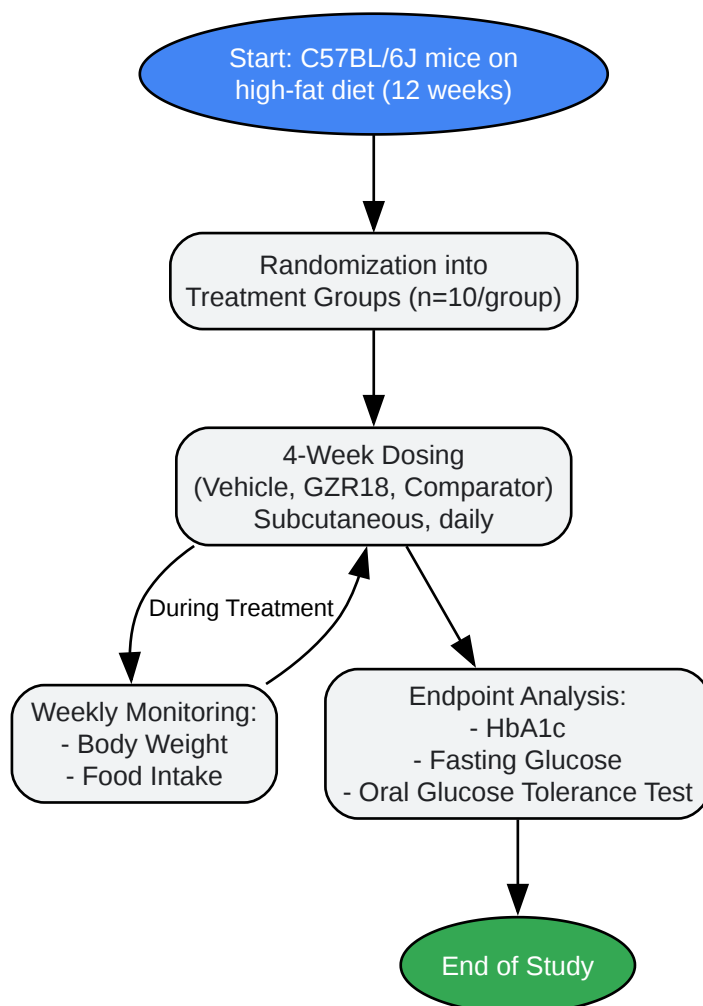 Start: C57BL/6J mice on
high-fat diet (12 weeks)
Randomization into
Treatment Groups (n=10/group)
4-Week Dosing
(Vehicle, GZR18, Comparator)
Subcutaneous, daily
During Treatment
Weekly Monitoring:
- Body Weight
- Food Intake
Endpoint Analysis:
- HbA1c
- Fasting Glucose
- Oral Glucose Tolerance Test
End of Study